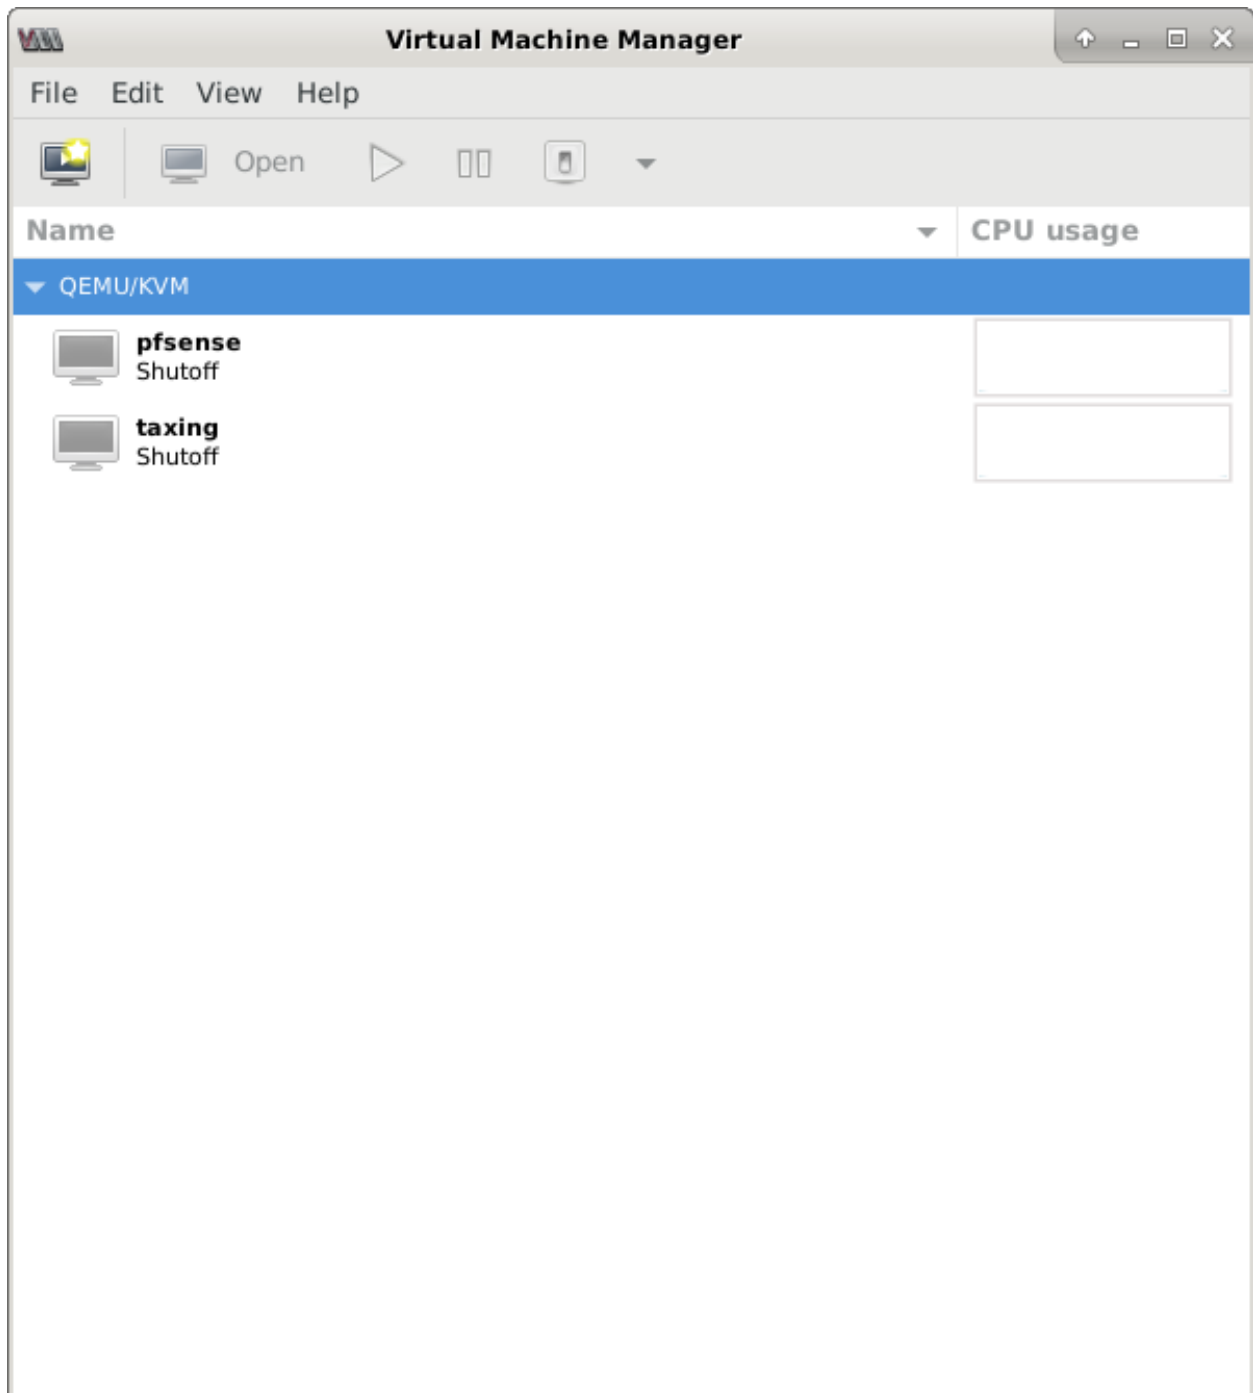 Virtual Machine Manager
File Edit View Help
Open
Name CPU usage
QEMU/KVM
pfsense
Shutoff
taxing
Shutoff